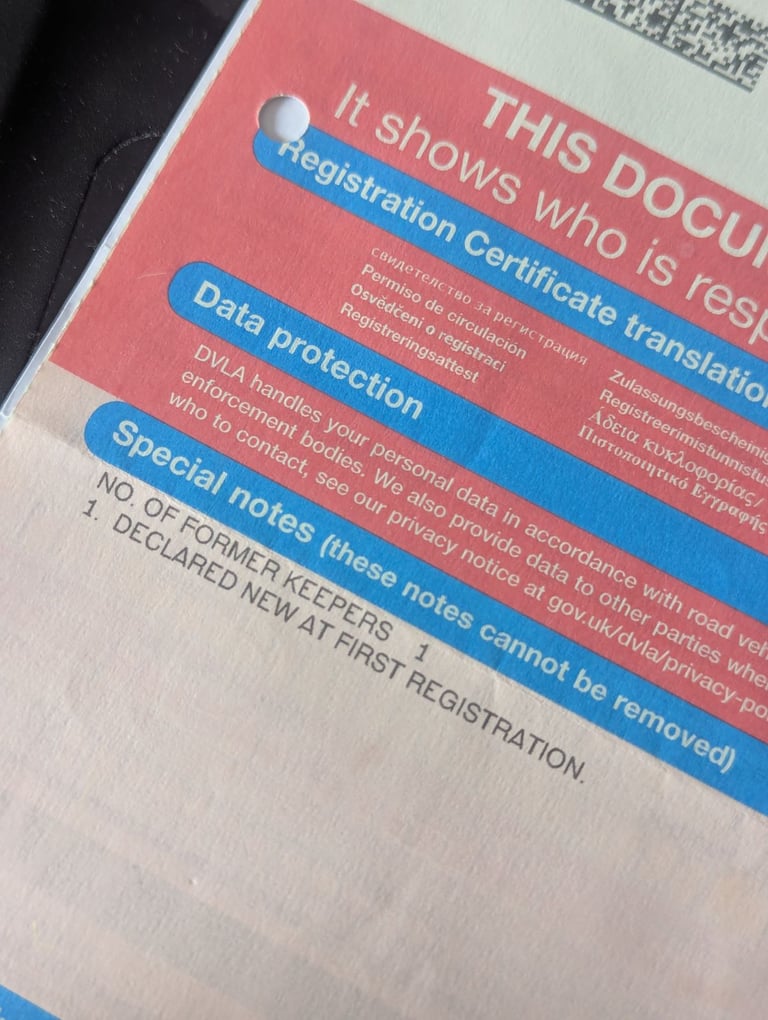 THIS DOCU
It shows who is resp
Registration Certificate translatio
свидетелство за регистрация
Permiso de circulación
Osvědčení o registraci
Registreringsattest
Zulassungsbescheinig
Registreerimistunnistus
Άδεια κυκλοφορίας/
Πιστοποιητικό Εγγραφής
Data protection
DVLA handles your personal data in accordance with road veh
enforcement bodies. We also provide data to other parties whe
who to contact, see our privacy notice at gov.uk/dvla/privacy-po
Special notes (these notes cannot be removed)
NO. OF FORMER KEEPERS 1
1. DECLARED NEW AT FIRST REGISTRATION.